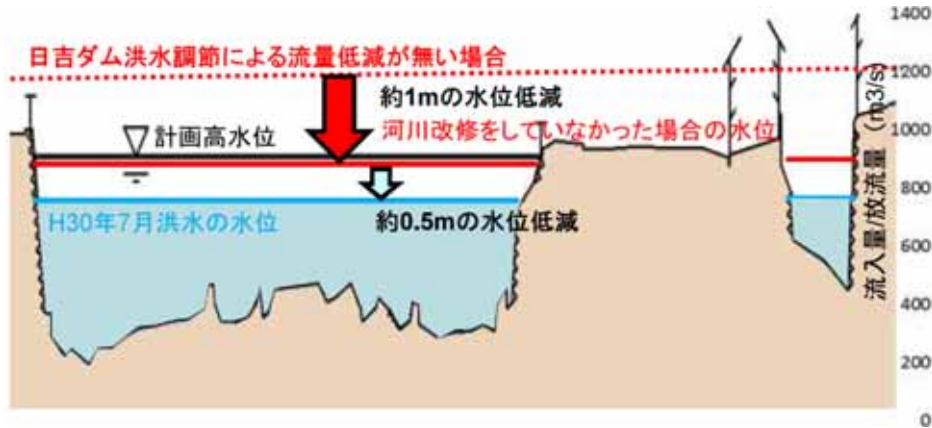 日吉ダム洪水調節による流量低減が無い場合
約1mの水位低減
河川改修をしていなかった場合の水位
計画高水位
H30年7月洪水の水位
約0.5mの水位低減
流入量/放流量（m3/s）
1400
1200
1000
800
600
400
200
0